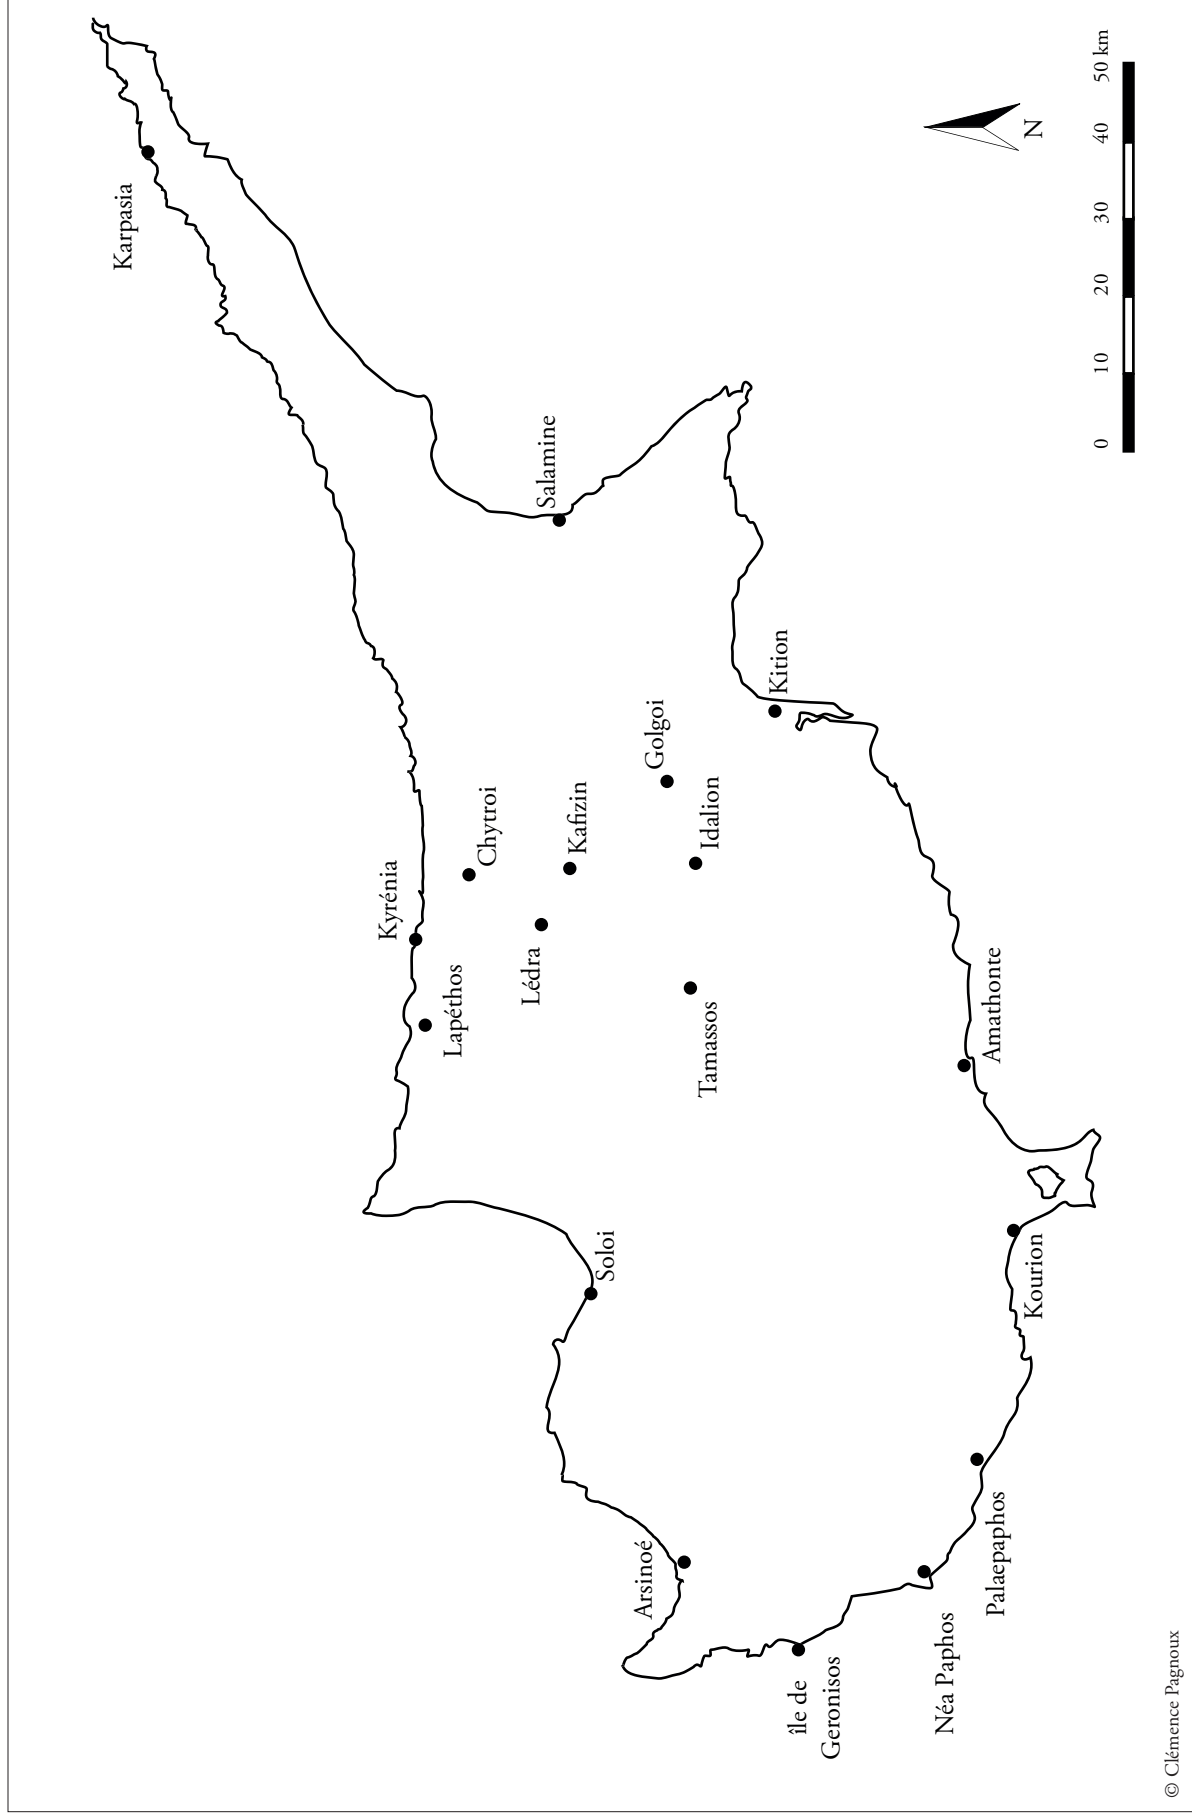 Karpasia
Salamine
Kyrénia
Chytroi
Lapéthos
Kafizin
Lédra
Golgoi
Idalion
Kition
Tamassos
Soloi
Amathonte
Arsinoé
Kourion
île de
Geronisos
Néa Paphos
Palaepaphos
N
0 10 20 30 40 50 km
© Clémence Pagnoux